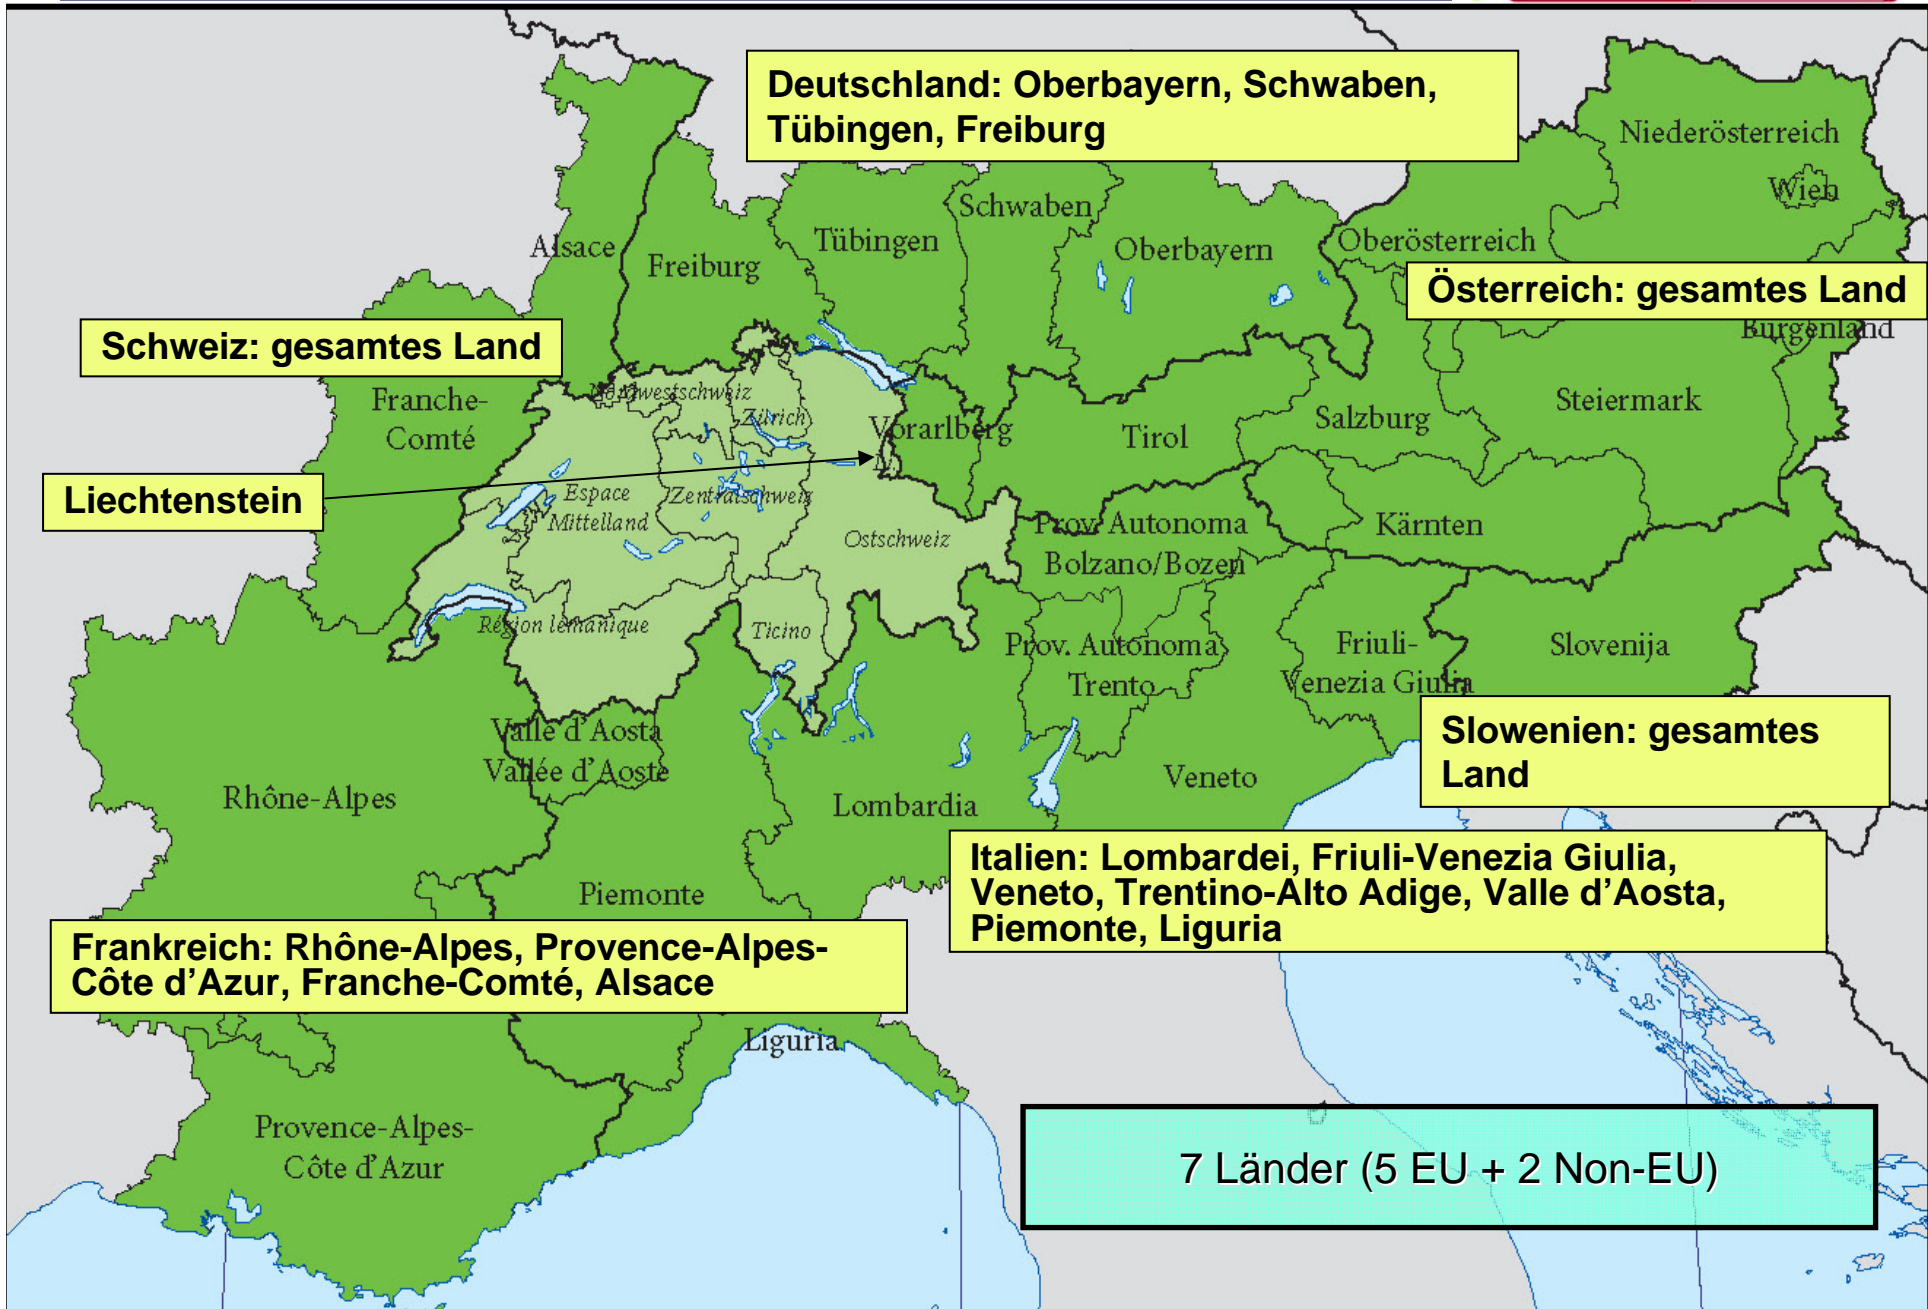 Deutschland: Oberbayern, Schwaben,
Tübingen, Freiburg
Niederösterreich
Wien
Schwaben
Tübingen
Oberbayern
Oberösterreich
Alsace
Freiburg
Österreich: gesamtes Land
Burgenland
Schweiz: gesamtes Land
Franche-
Comté
Nordwestschweiz
Zürich
Vorarlberg
Tirol
Salzburg
Steiermark
Liechtenstein
Espace
Mittelland
Zentralschweiz
Ostschweiz
Prov. Autonoma
Bolzano/Bozen
Kärnten
Région lémanique
Ticino
Prov. Autonoma
Trento
Friuli-
Venezia Giulia
Slovenija
Valle d'Aosta
Vallée d'Aoste
Slowenien: gesamtes
Land
Rhône-Alpes
Lombardia
Veneto
Piemonte
Italien: Lombardei, Friuli-Venezia Giulia,
Veneto, Trentino-Alto Adige, Valle d'Aosta,
Piemonte, Liguria
Frankreich: Rhône-Alpes, Provence-Alpes-
Côte d'Azur, Franche-Comté, Alsace
Liguria
Provence-Alpes-
Côte d'Azur
7 Länder (5 EU + 2 Non-EU)